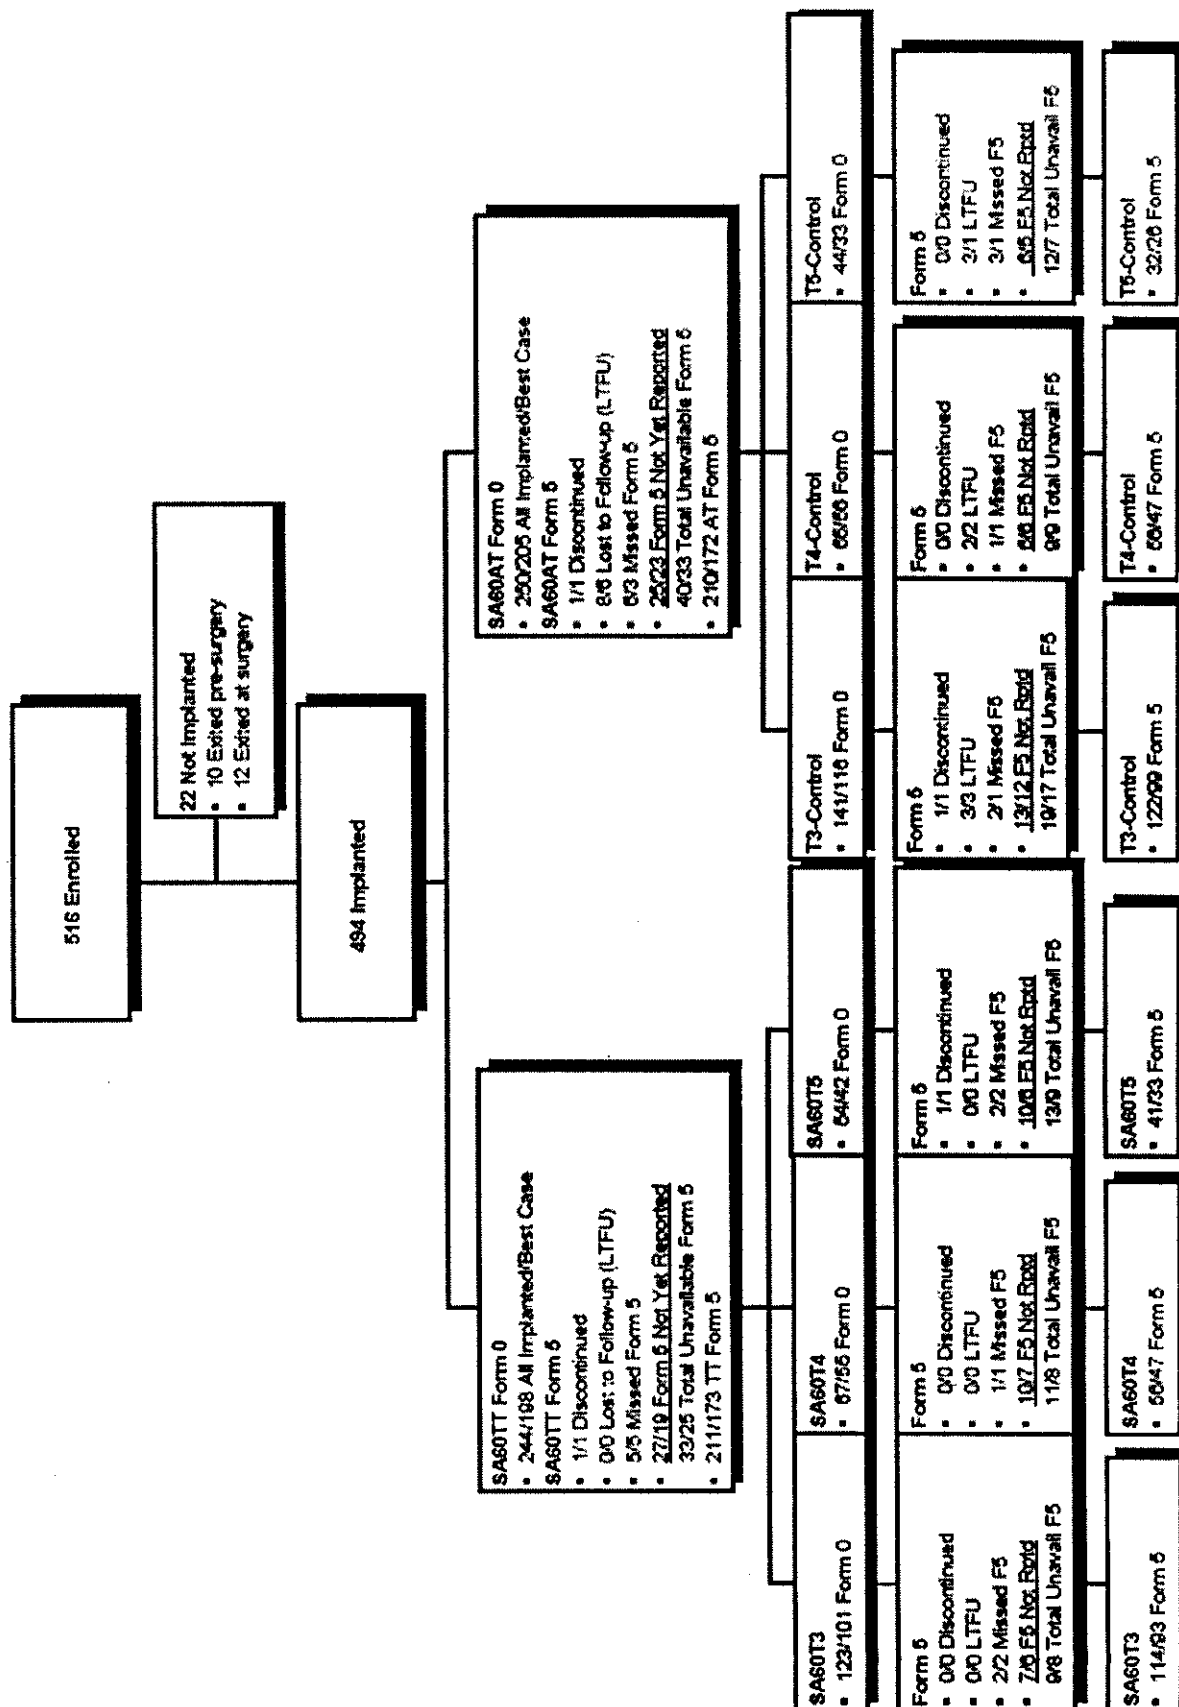 516 Enrolled
22 Not Implanted
▪ 10 Exited pre-surgery
▪ 12 Exited at surgery
494 Implanted
SA60TT Form 0
▪ 244/198 All Implanted/Best Case
SA60TT Form 5
▪ 1/1 Discontinued
▪ 0/0 Lost to Follow-up (LTFU)
▪ 5/5 Missed Form 5
▪ 27/19 Form 5 Not Yet Reported
33/25 Total Unavailable Form 5
▪ 211/173 TT Form 5
SA60AT Form 0
▪ 250/205 All Implanted/Best Case
SA60AT Form 5
▪ 1/1 Discontinued
▪ 8/6 Lost to Follow-up (LTFU)
▪ 6/3 Missed Form 5
▪ 25/23 Form 5 Not Yet Reported
40/33 Total Unavailable Form 5
▪ 210/172 AT Form 5
SA60T3
▪ 123/101 Form 0
SA60T4
▪ 67/55 Form 0
SA60T5
▪ 54/42 Form 0
T3-Control
▪ 141/116 Form 0
T4-Control
▪ 65/56 Form 0
T5-Control
▪ 44/33 Form 0
Form 5
▪ 0/0 Discontinued
▪ 0/0 LTFU
▪ 2/2 Missed F5
▪ 7/6 F5 Not Rptd
9/8 Total Unavail F5
Form 5
▪ 0/0 Discontinued
▪ 0/0 LTFU
▪ 1/1 Missed F5
▪ 10/7 F5 Not Rptd
11/8 Total Unavail F5
Form 5
▪ 1/1 Discontinued
▪ 0/0 LTFU
▪ 2/2 Missed F5
▪ 10/6 F5 Not Rptd
13/9 Total Unavail F5
Form 5
▪ 1/1 Discontinued
▪ 3/3 LTFU
▪ 2/1 Missed F5
▪ 13/12 F5 Not Rptd
19/17 Total Unavail F5
Form 5
▪ 0/0 Discontinued
▪ 2/2 LTFU
▪ 1/1 Missed F5
▪ 6/6 F5 Not Rptd
9/9 Total Unavail F5
Form 5
▪ 0/0 Discontinued
▪ 3/1 LTFU
▪ 3/1 Missed F5
▪ 6/5 F5 Not Rptd
12/7 Total Unavail F5
SA60T3
▪ 114/93 Form 5
SA60T4
▪ 56/47 Form 5
SA60T5
▪ 41/33 Form 5
T3-Control
▪ 122/99 Form 5
T4-Control
▪ 56/47 Form 5
T5-Control
▪ 32/26 Form 5